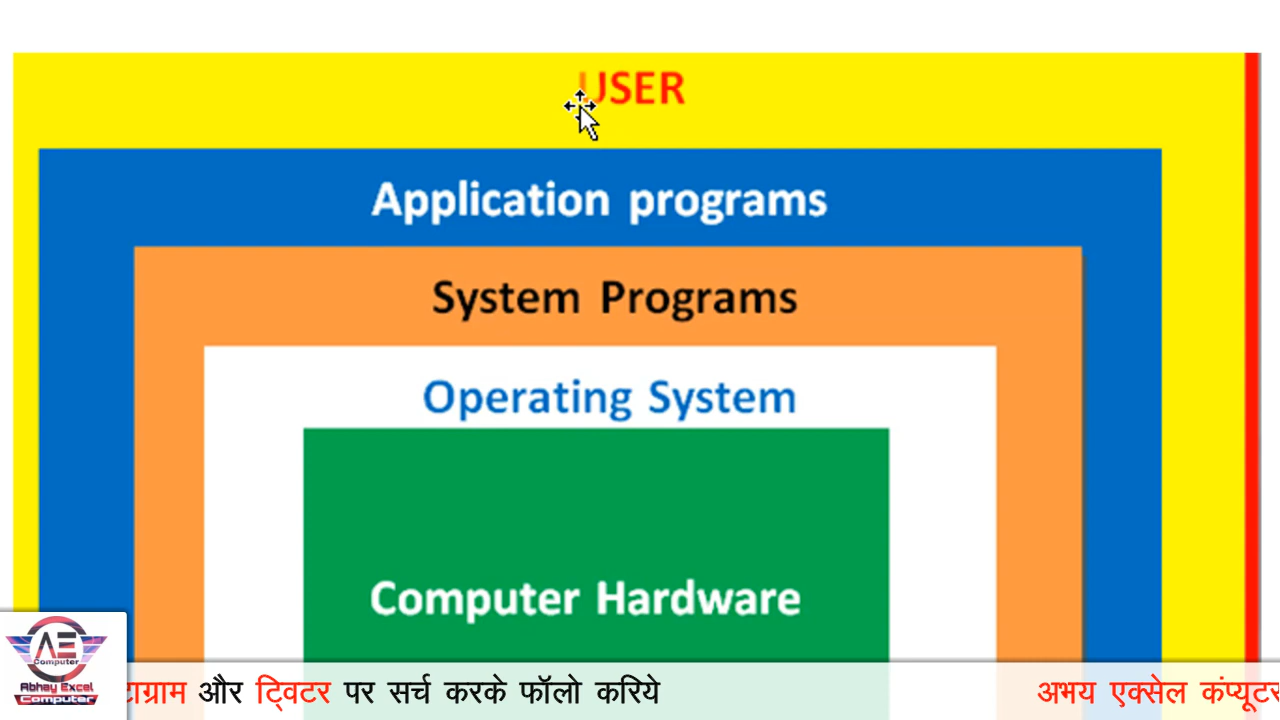 USER
Application programs
System Programs
Operating System
Computer Hardware
AE
Computer
Abhay Excel
Computer
और ट्विटर पर सर्च करके फॉलो करिये
अभय एक्सेल